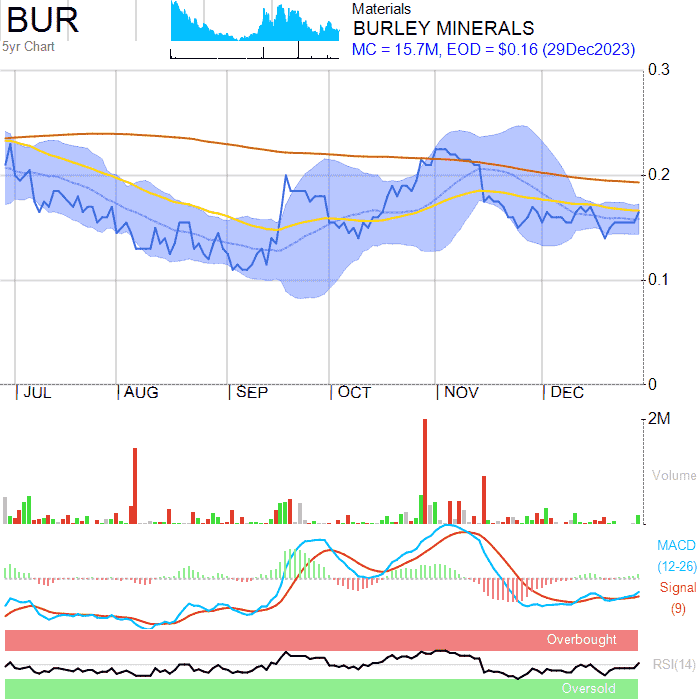 BUR
5yr Chart
Materials
BURLEY MINERALS
MC = 15.7M, EOD = $0.16 (29Dec2023)
0.3
0.2
0.1
0
JUL AUG SEP OCT NOV DEC
2M
Volume
MACD
(12-26)
Signal
(9)
Overbought
RSI(14)
Oversold